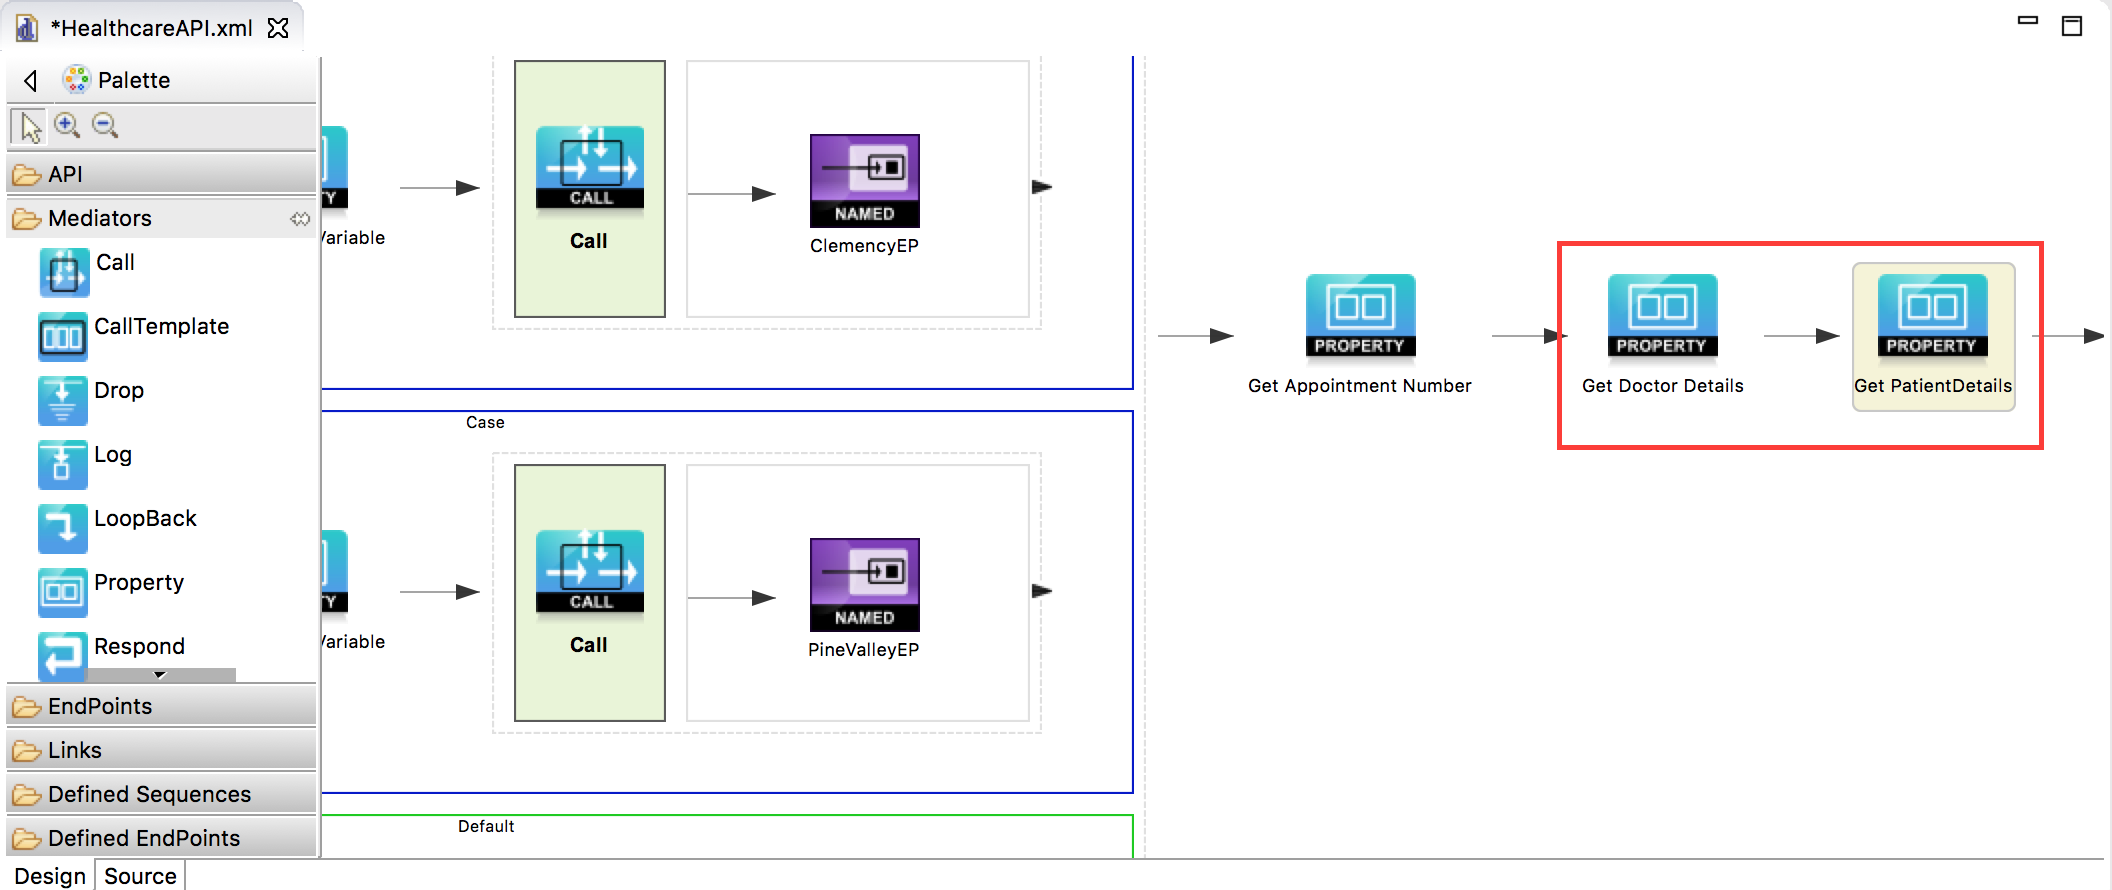 *HealthcareAPI.xml
Palette
API
Mediators
Call
CallTemplate
Drop
Log
LoopBack
Property
Respond
EndPoints
Links
Defined Sequences
Defined EndPoints
Design
Source
TY
Variable
CALL
Call
NAMED
ClemencyEP
Case
TY
Variable
CALL
Call
NAMED
PineValleyEP
Default
PROPERTY
Get Appointment Number
PROPERTY
Get Doctor Details
PROPERTY
Get PatientDetails